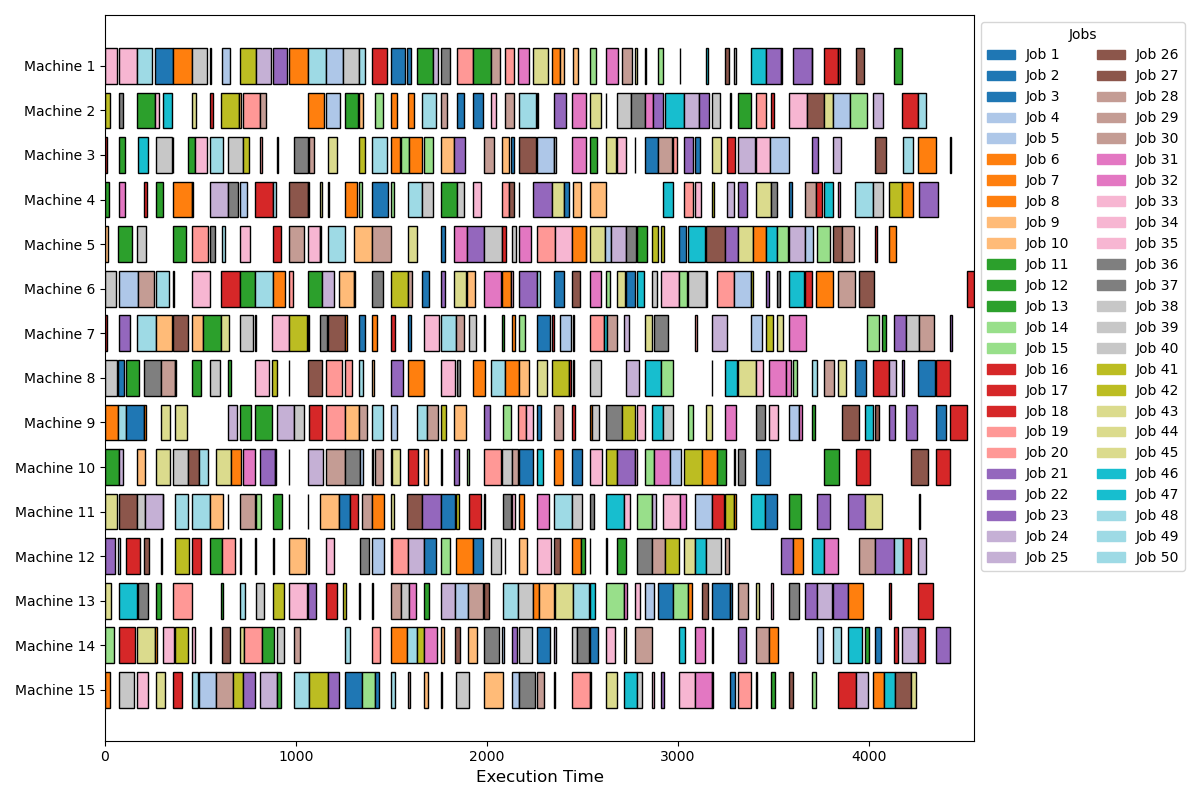 Machine 1
Machine 2
Machine 3
Machine 4
Machine 5
Machine 6
Machine 7
Machine 8
Machine 9
Machine 10
Machine 11
Machine 12
Machine 13
Machine 14
Machine 15
0 1000 2000 3000 4000
Execution Time
Jobs
Job 1 Job 26
Job 2 Job 27
Job 3 Job 28
Job 4 Job 29
Job 5 Job 30
Job 6 Job 31
Job 7 Job 32
Job 8 Job 33
Job 9 Job 34
Job 10 Job 35
Job 11 Job 36
Job 12 Job 37
Job 13 Job 38
Job 14 Job 39
Job 15 Job 40
Job 16 Job 41
Job 17 Job 42
Job 18 Job 43
Job 19 Job 44
Job 20 Job 45
Job 21 Job 46
Job 22 Job 47
Job 23 Job 48
Job 24 Job 49
Job 25 Job 50